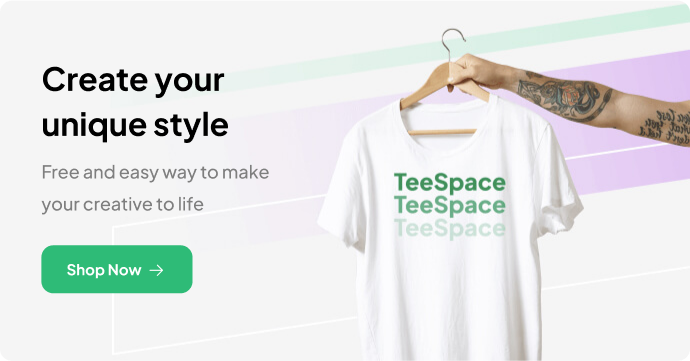 Create your
unique style
Free and easy way to make
your creative to life
Shop Now →
TeeSpace
TeeSpace
TeeSpace